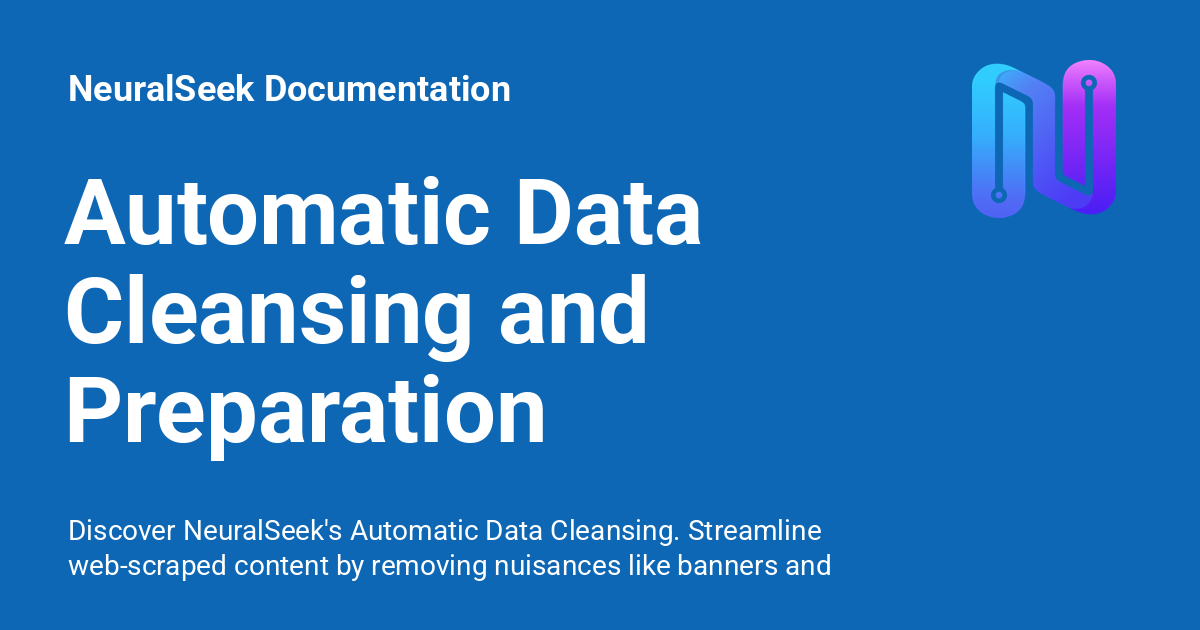 NeuralSeek Documentation
Automatic Data
Cleansing and
Preparation
Discover NeuralSeek's Automatic Data Cleansing. Streamline
web-scraped content by removing nuisances like banners and